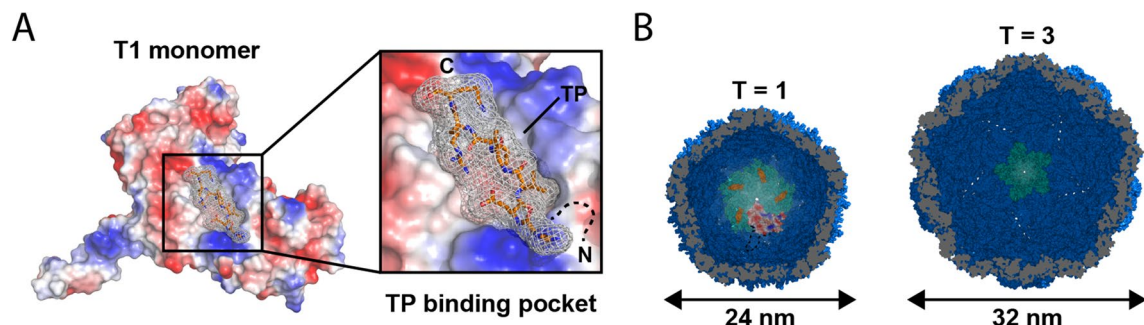 A
T1 monomer
C
TP
N
TP binding pocket
B
T = 1
T = 3
24 nm
32 nm